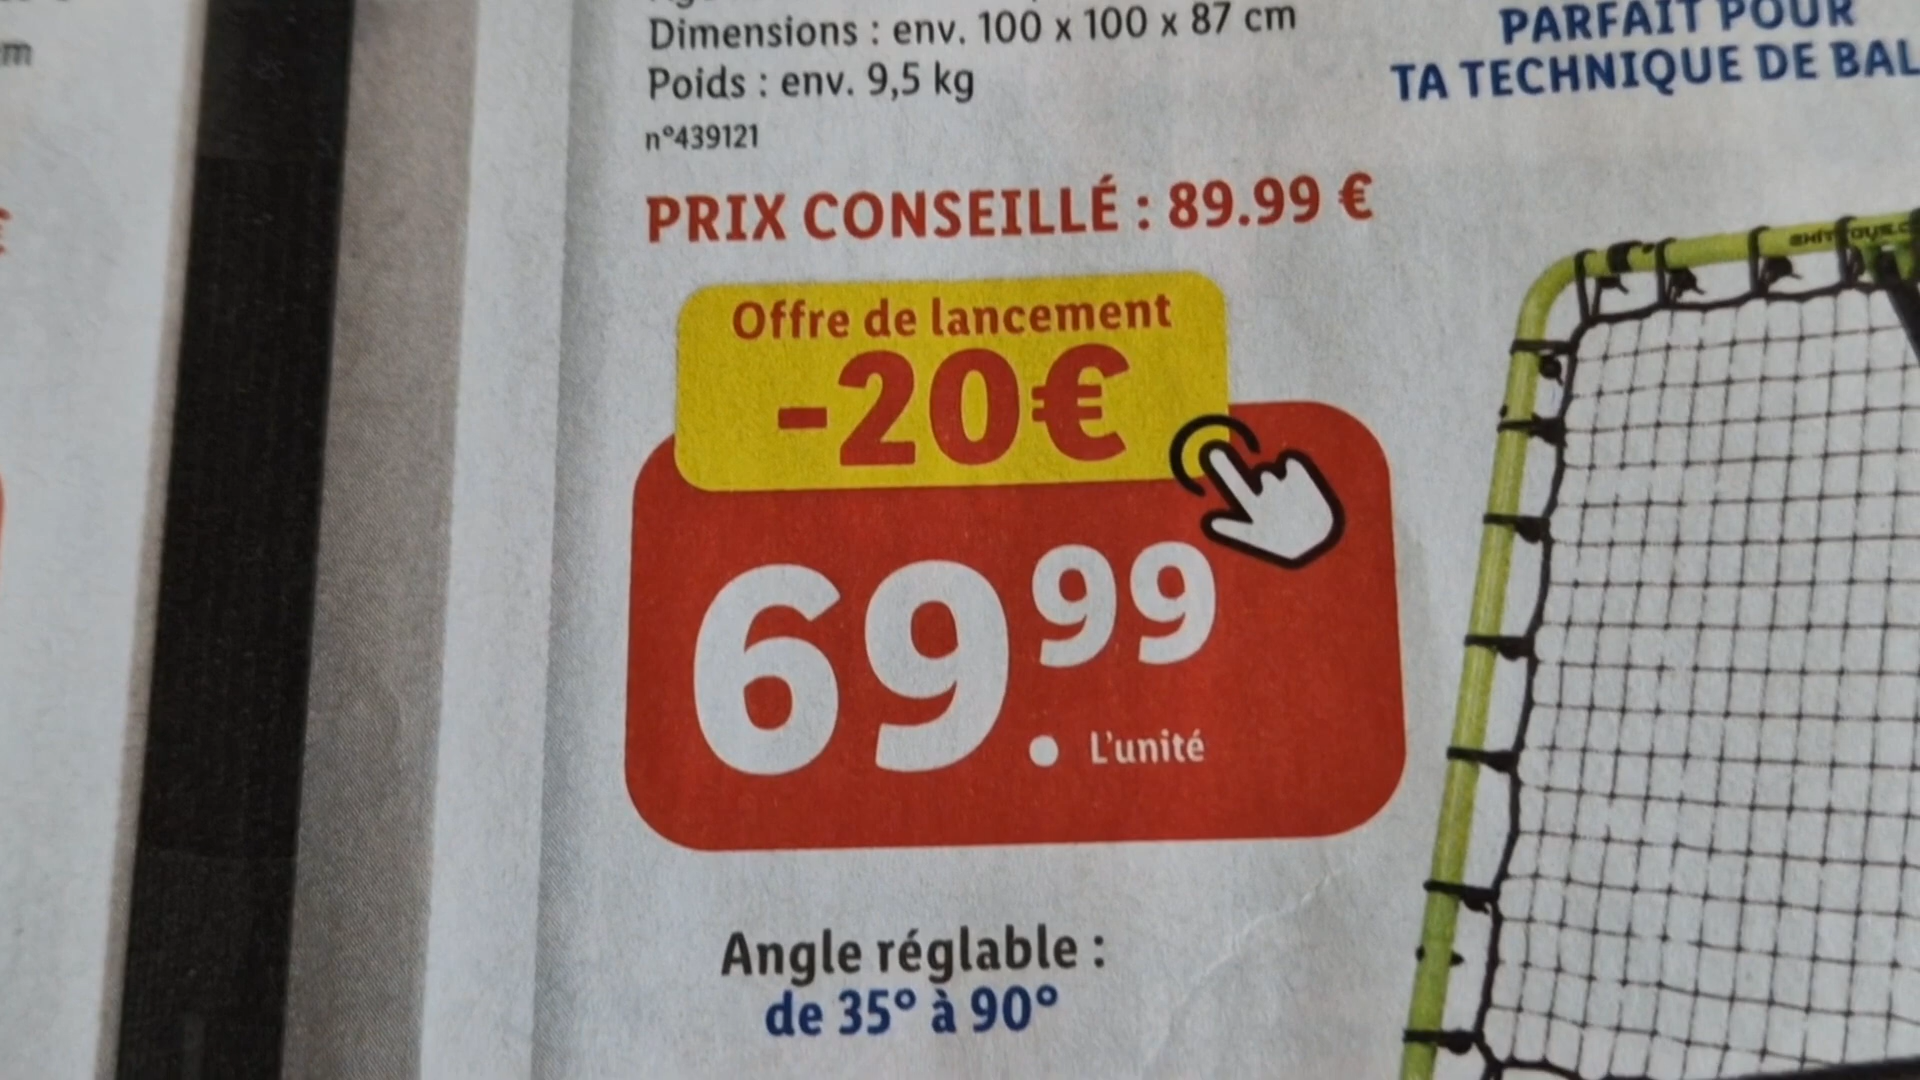 m
€
Dimensions : env. 100 x 100 x 87 cm
Poids : env. 9,5 kg
n°439121
PRIX CONSEILLÉ : 89.99 €
Offre de lancement
-20€
69.99
L'unité
Angle réglable :
de 35° à 90°
PARFAIT POUR
TA TECHNIQUE DE BAL